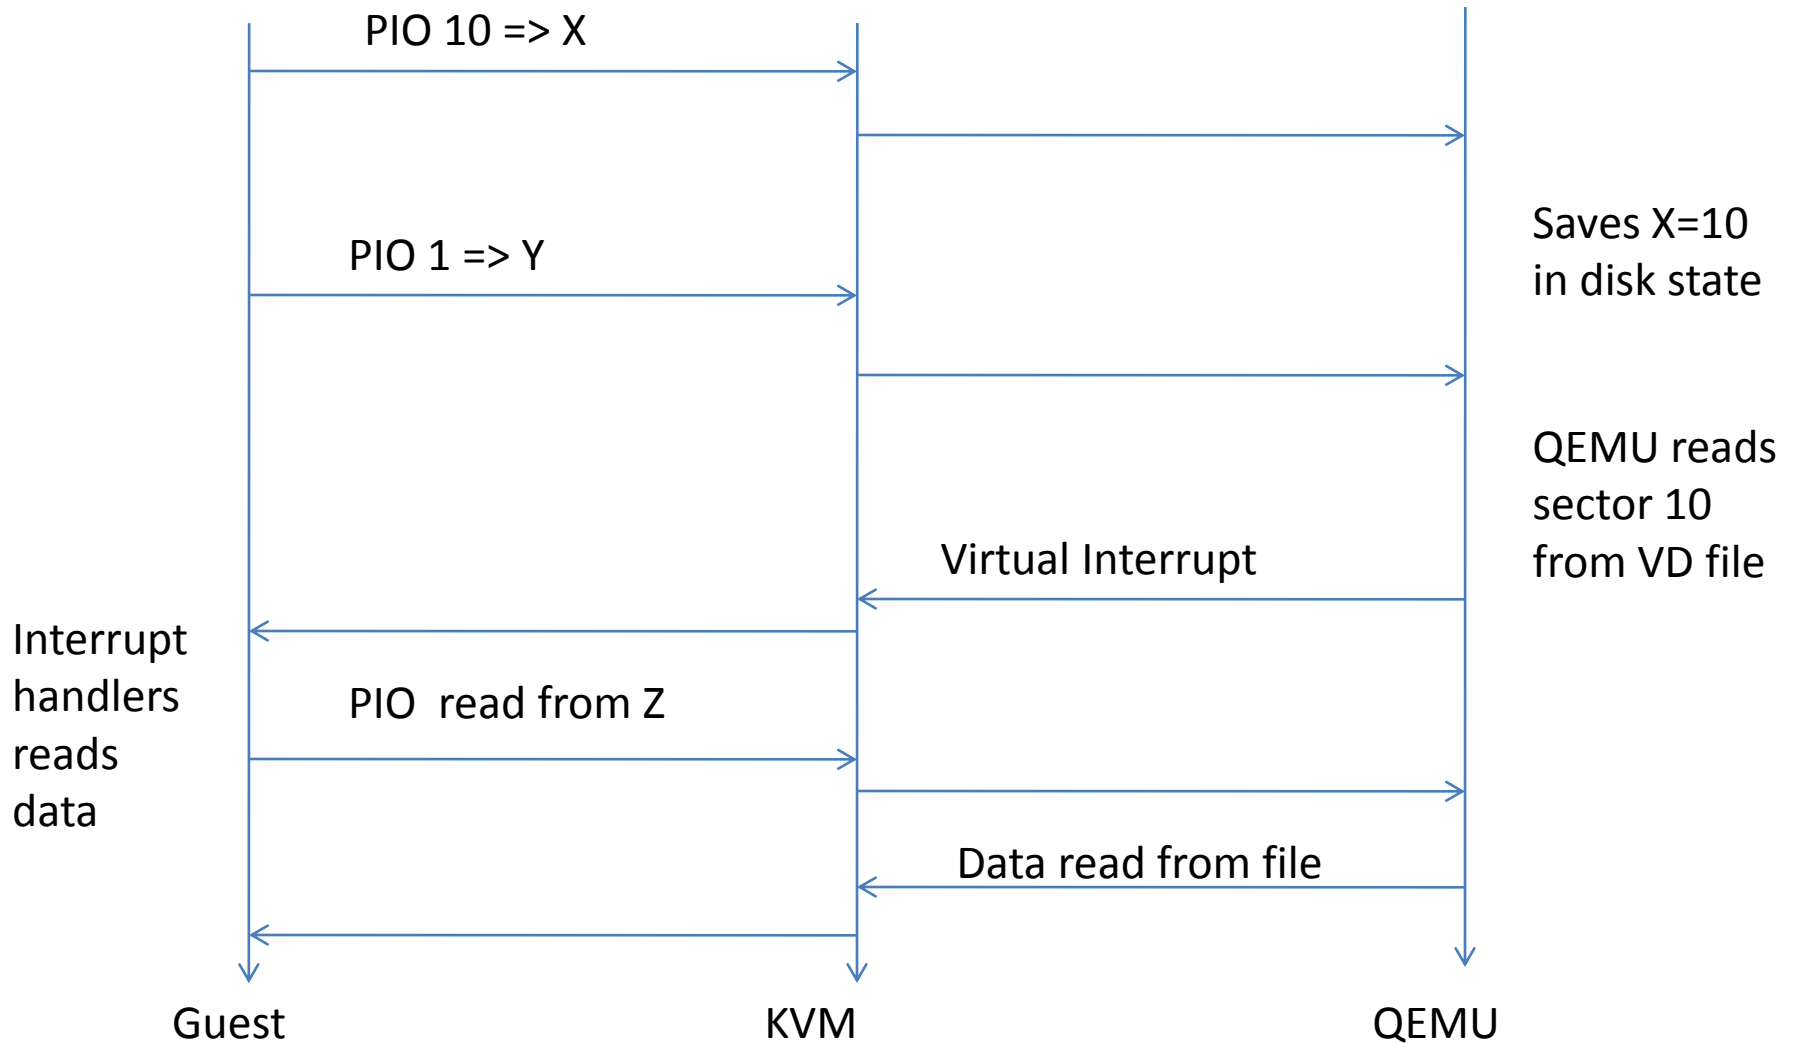 PIO 10 => X
Saves X=10
in disk state
PIO 1 => Y
QEMU reads
sector 10
from VD file
Virtual Interrupt
Interrupt
handlers
reads
data
PIO  read from Z
Data read from file
Guest
KVM
QEMU